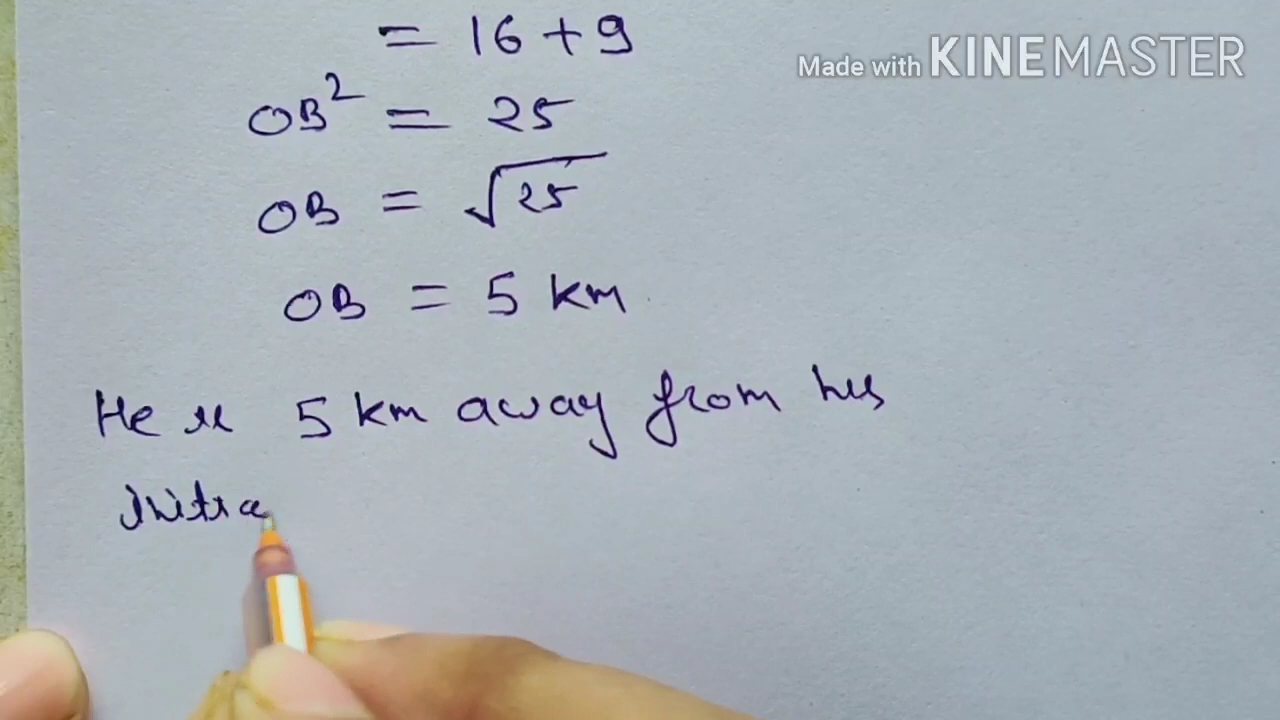 = 16 + 9
Made with KINEMASTER
OB² = 25
OB = √25
OB = 5 km
He is 5 km away from his
initia